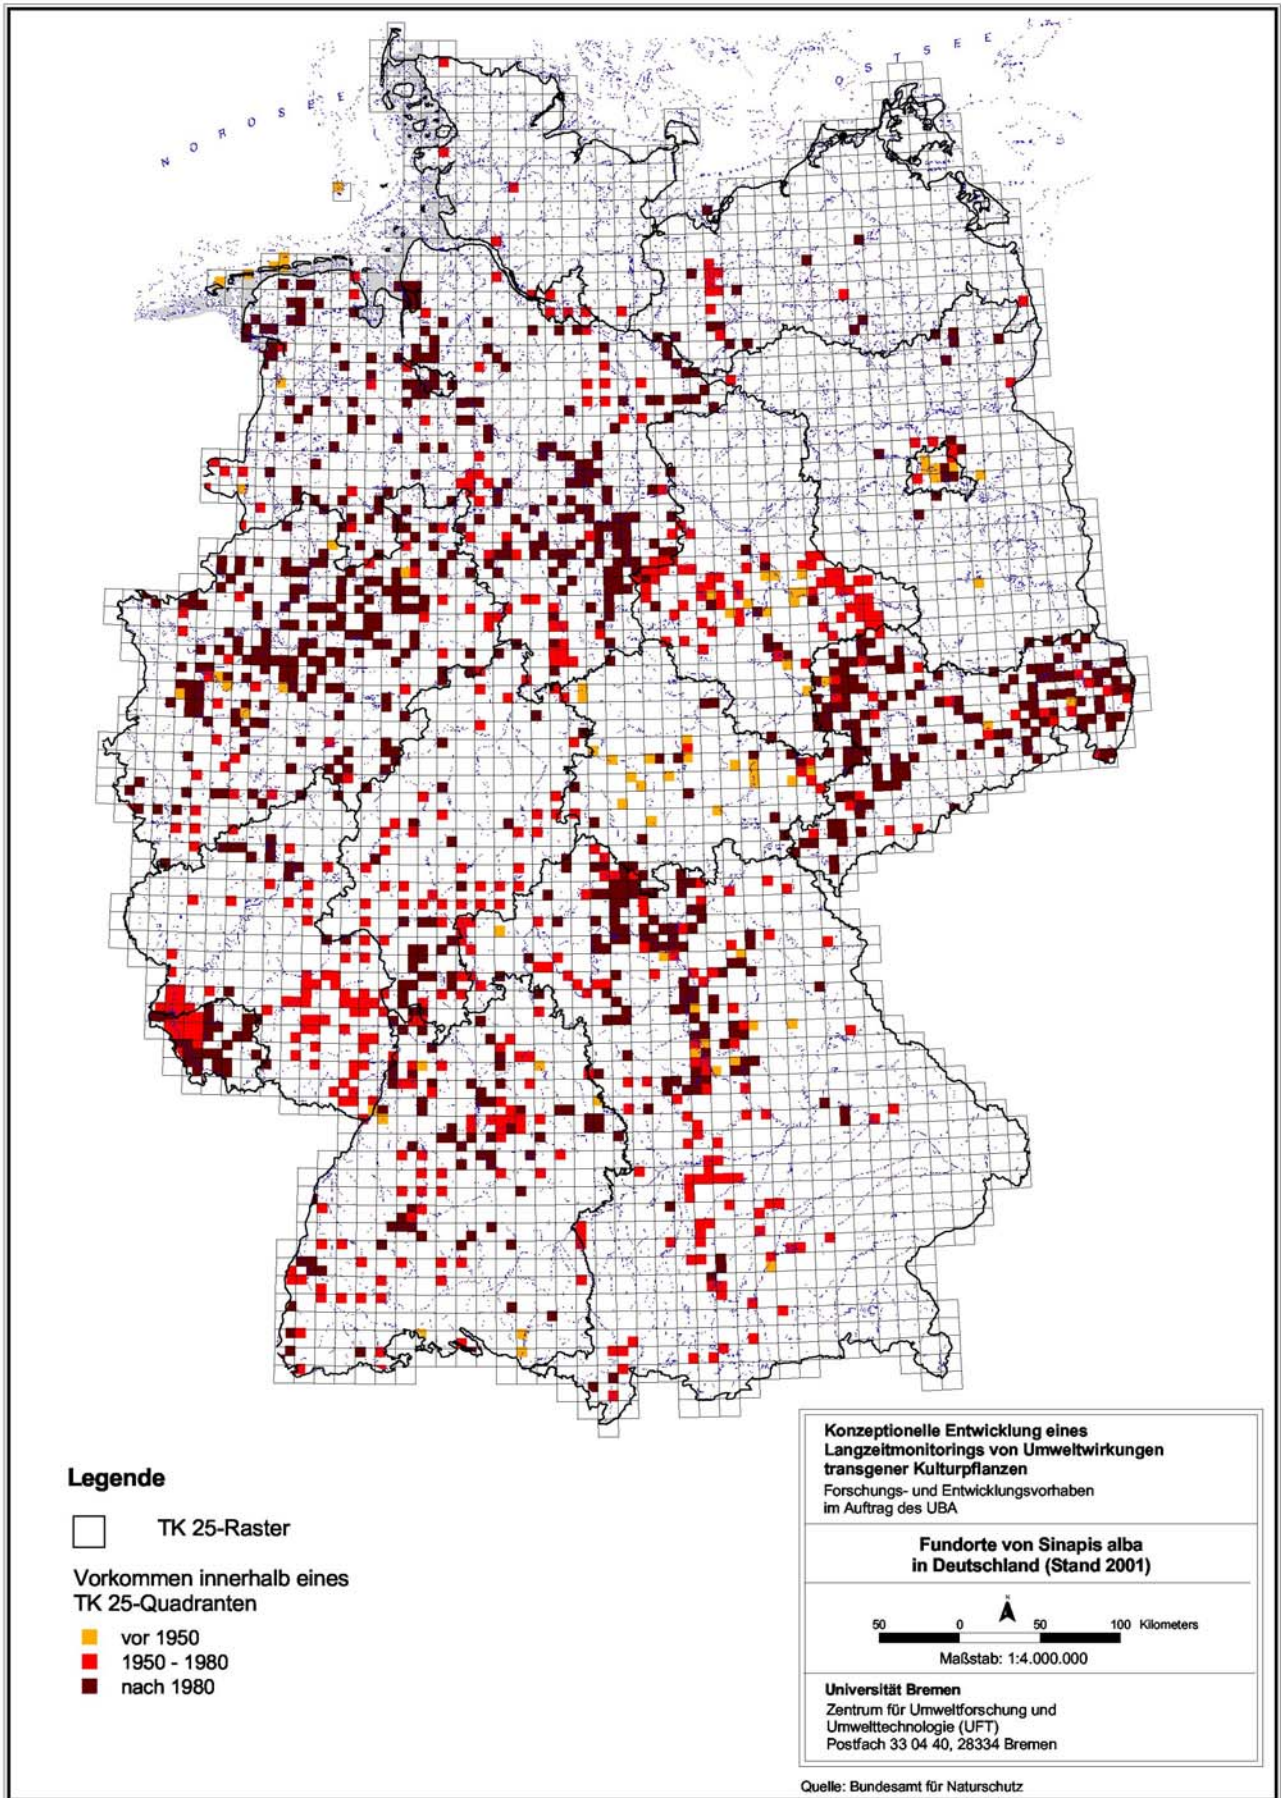 NORDSEE
OSTSEE
Legende
TK 25-Raster
Vorkommen innerhalb eines
TK 25-Quadranten
vor 1950
1950 - 1980
nach 1980
Konzeptionelle Entwicklung eines
Langzeitmonitorings von Umweltwirkungen
transgener Kulturpflanzen
Forschungs- und Entwicklungsvorhaben
im Auftrag des UBA
Fundorte von Sinapis alba
in Deutschland (Stand 2001)
N
50 0 50 100 Kilometers
Maßstab: 1:4.000.000
Universität Bremen
Zentrum für Umweltforschung und
Umwelttechnologie (UFT)
Postfach 33 04 40, 28334 Bremen
Quelle: Bundesamt für Naturschutz